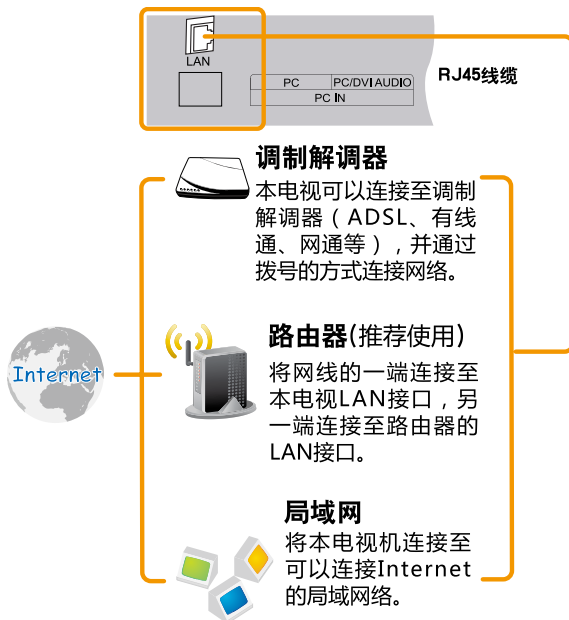 LAN
PC
PC/DVI AUDIO
PC IN
RJ45线缆
调制解调器
本电视可以连接至调制
解调器（ADSL、有线
通、网通等），并通过
拨号的方式连接网络。
Internet
路由器(推荐使用)
将网线的一端连接至
本电视LAN接口，另
一端连接至路由器的
LAN接口。
局域网
将本电视机连接至
可以连接Internet
的局域网络。